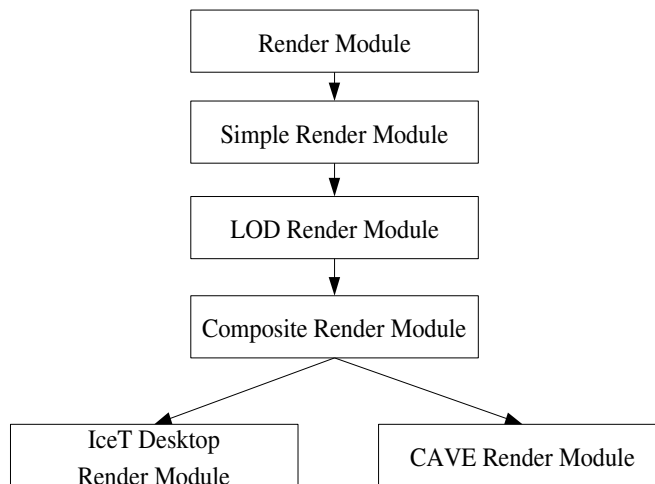 Render Module
Simple Render Module
LOD Render Module
Composite Render Module
IceT Desktop
Render Module
CAVE Render Module